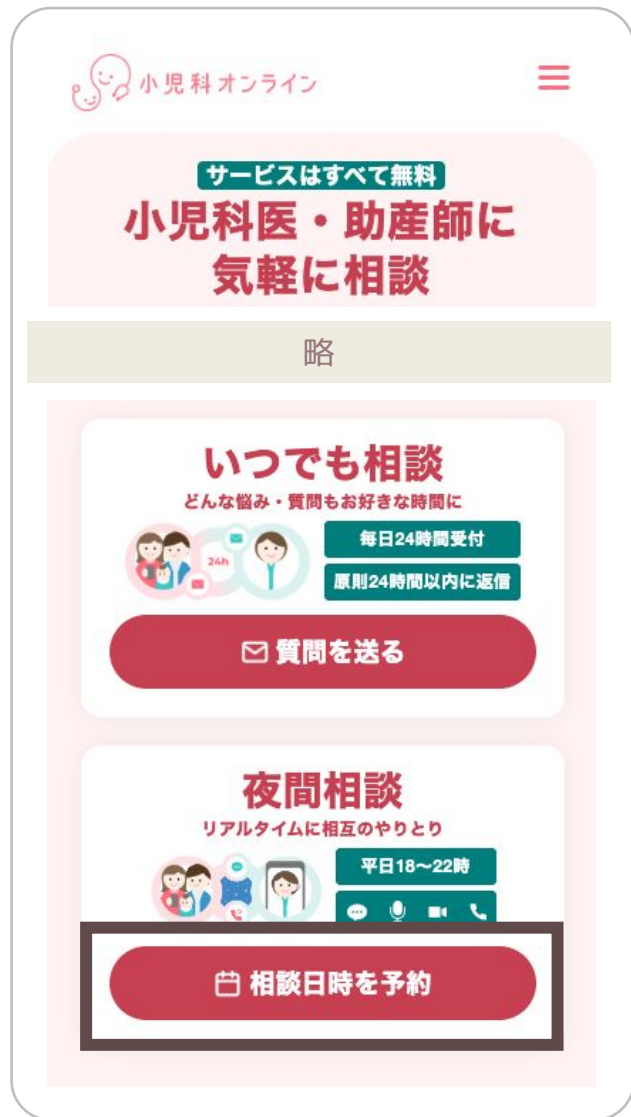 小児科オンライン
サービスはすべて無料
小児科医・助産師に
気軽に相談
略
いつでも相談
どんな悩み・質問もお好きな時間に
24h
毎日24時間受付
原則24時間以内に返信
質問を送る
夜間相談
リアルタイムに相互のやりとり
平日18〜22時
相談日時を予約